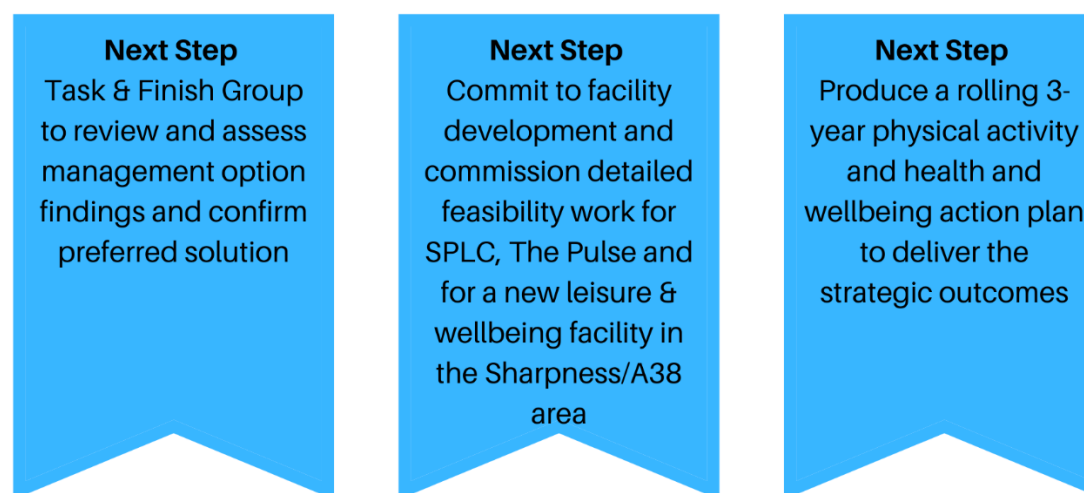 Next Step
Task & Finish Group
to review and assess
management option
findings and confirm
preferred solution
Next Step
Commit to facility
development and
commission detailed
feasibility work for
SPLC, The Pulse and
for a new leisure &
wellbeing facility in
the Sharpness/A38
area
Next Step
Produce a rolling 3-
year physical activity
and health and
wellbeing action plan
to deliver the
strategic outcomes